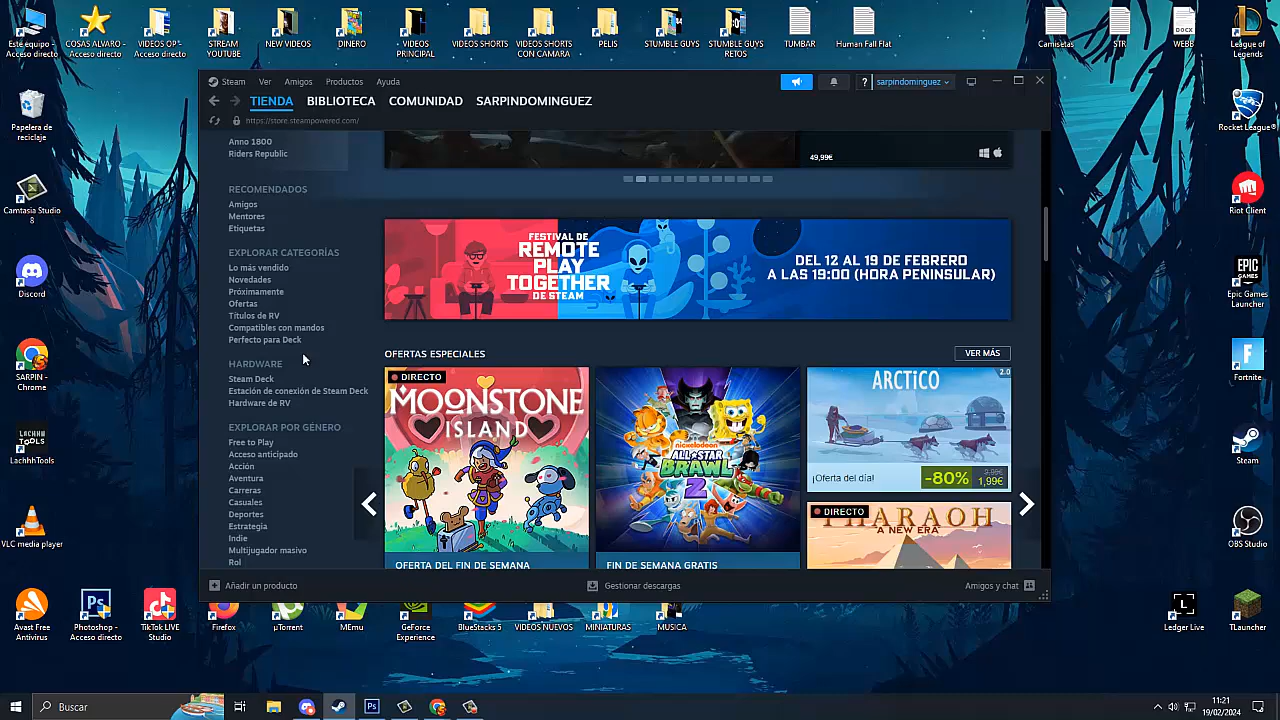 Este equipo -
Acceso directo
COSAS ALVARO -
Acceso directo
VIDEOS OP -
Acceso directo
STREAM
YOUTUBE
NEW VIDEOS
DINERO
VIDEOS
PRINCIPAL
VIDEOS SHORTS
VIDEOS SHORTS
CON CAMARA
PELIS
STUMBLE GUYS
STUMBLE GUYS
RETOS
TUMBAR
Human Fall Flat
Camisetas
STR
WEBB
League of
Legends
Steam Ver Amigos Productos Ayuda
? sarpindominguez
TIENDA BIBLIOTECA COMUNIDAD SARPINDOMINGUEZ
https://store.steampowered.com/
Anno 1800
Riders Republic
49,99€
RECOMENDADOS
Amigos
Mentores
Etiquetas
EXPLORAR CATEGORÍAS
Lo más vendido
Novedades
Próximamente
Ofertas
Títulos de RV
Compatibles con mandos
Perfecto para Deck
HARDWARE
Steam Deck
Estación de conexión de Steam Deck
Hardware de RV
EXPLORAR POR GÉNERO
Free to Play
Acceso anticipado
Acción
Aventura
Carreras
Casuales
Deportes
Estrategia
Indie
Multijugador masivo
Rol
FESTIVAL DE
REMOTE
PLAY
TOGETHER
DE STEAM
DEL 12 AL 19 DE FEBRERO
A LAS 19:00 (HORA PENINSULAR)
OFERTAS ESPECIALES
VER MÁS
DIRECTO
MOONSTONE
ISLAND
OFERTA DEL FIN DE SEMANA
nickelodeon
ALL★STAR
BRAWL
2
FIN DE SEMANA GRATIS
ARCTICO
2.0
¡Oferta del día!
-80%
9,99€
1,99€
DIRECTO
PHARAOH
A NEW ERA
Añadir un producto
Gestionar descargas
Amigos y chat
Papelera de
reciclaje
Camtasia Studio
8
Discord
SARPIN -
Chrome
LACHHH
TOOLS
LachhhTools
VLC media player
Avast Free
Antivirus
Ps
Photoshop -
Acceso directo
TikTok LIVE
Studio
Firefox
µTorrent
MEmu
GeForce
Experience
BlueStacks 5
VIDEOS NUEVOS
MINIATURAS
MUSICA
Rocket League®
Riot Client
EPIC
GAMES
Epic Games
Launcher
Fortnite
Steam
OBS Studio
Ledger Live
TLauncher
Buscar
Ps
11:21
19/02/2024